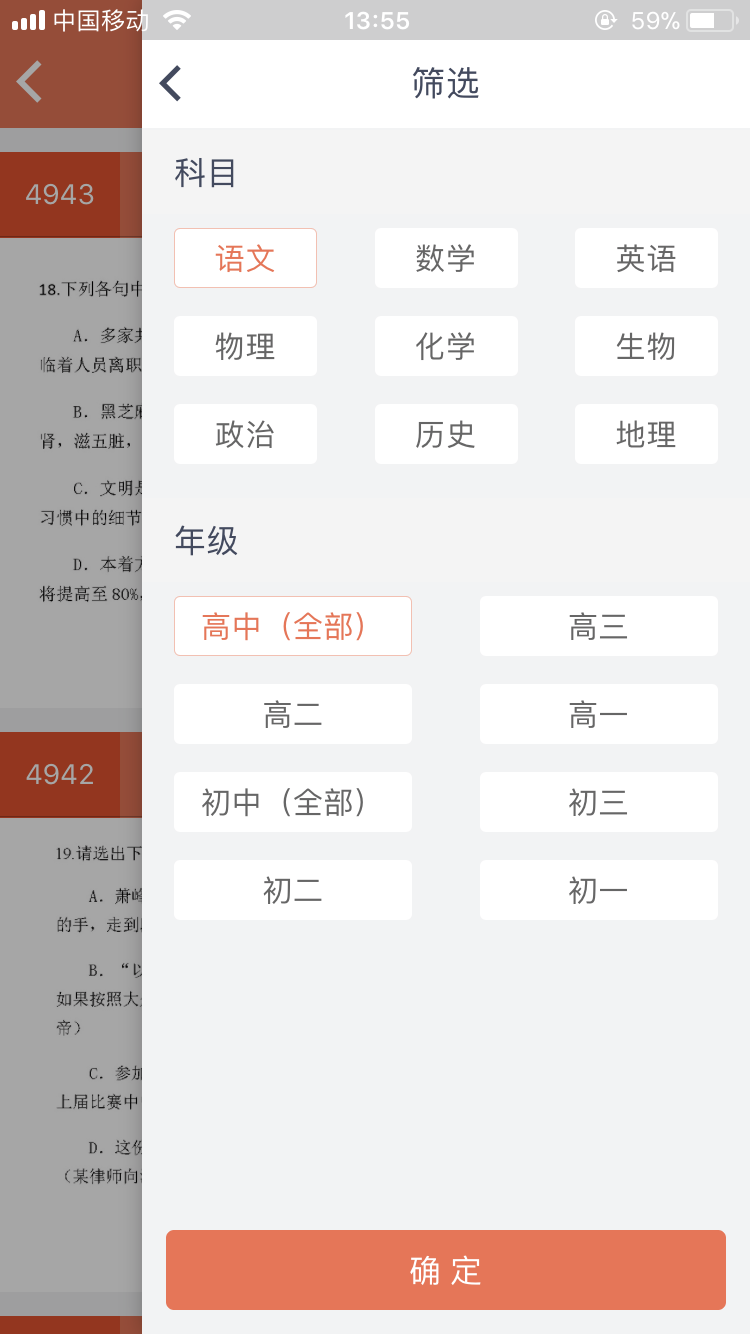 中国移动 13:55 59%
筛选
科目
语文 数学 英语
物理 化学 生物
政治 历史 地理
年级
高中（全部） 高三
高二 高一
初中（全部） 初三
初二 初一
确 定
4943
18.下列各句中
A. 多家
临着人员离职
B. 黑芝麻
肾，滋五脏，
C. 文明是
习惯中的细节
D. 本着
将提高至 80%,
4942
19.请选出下
A. 萧峰
的手，走到
B. “以
如果按照大
帝）
C. 参加
上届比赛中
D. 这份
（某律师向